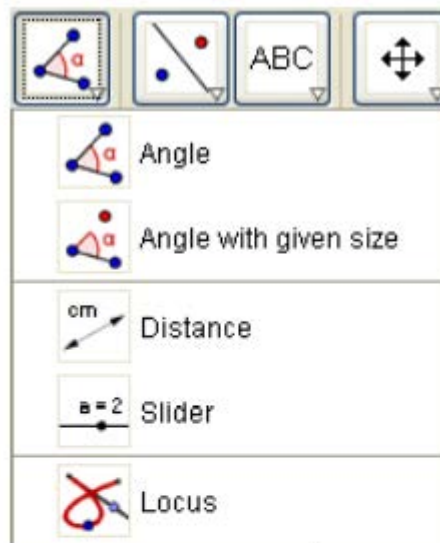 α ABC
α Angle
α Angle with given size
cm Distance
a = 2 Slider
Locus